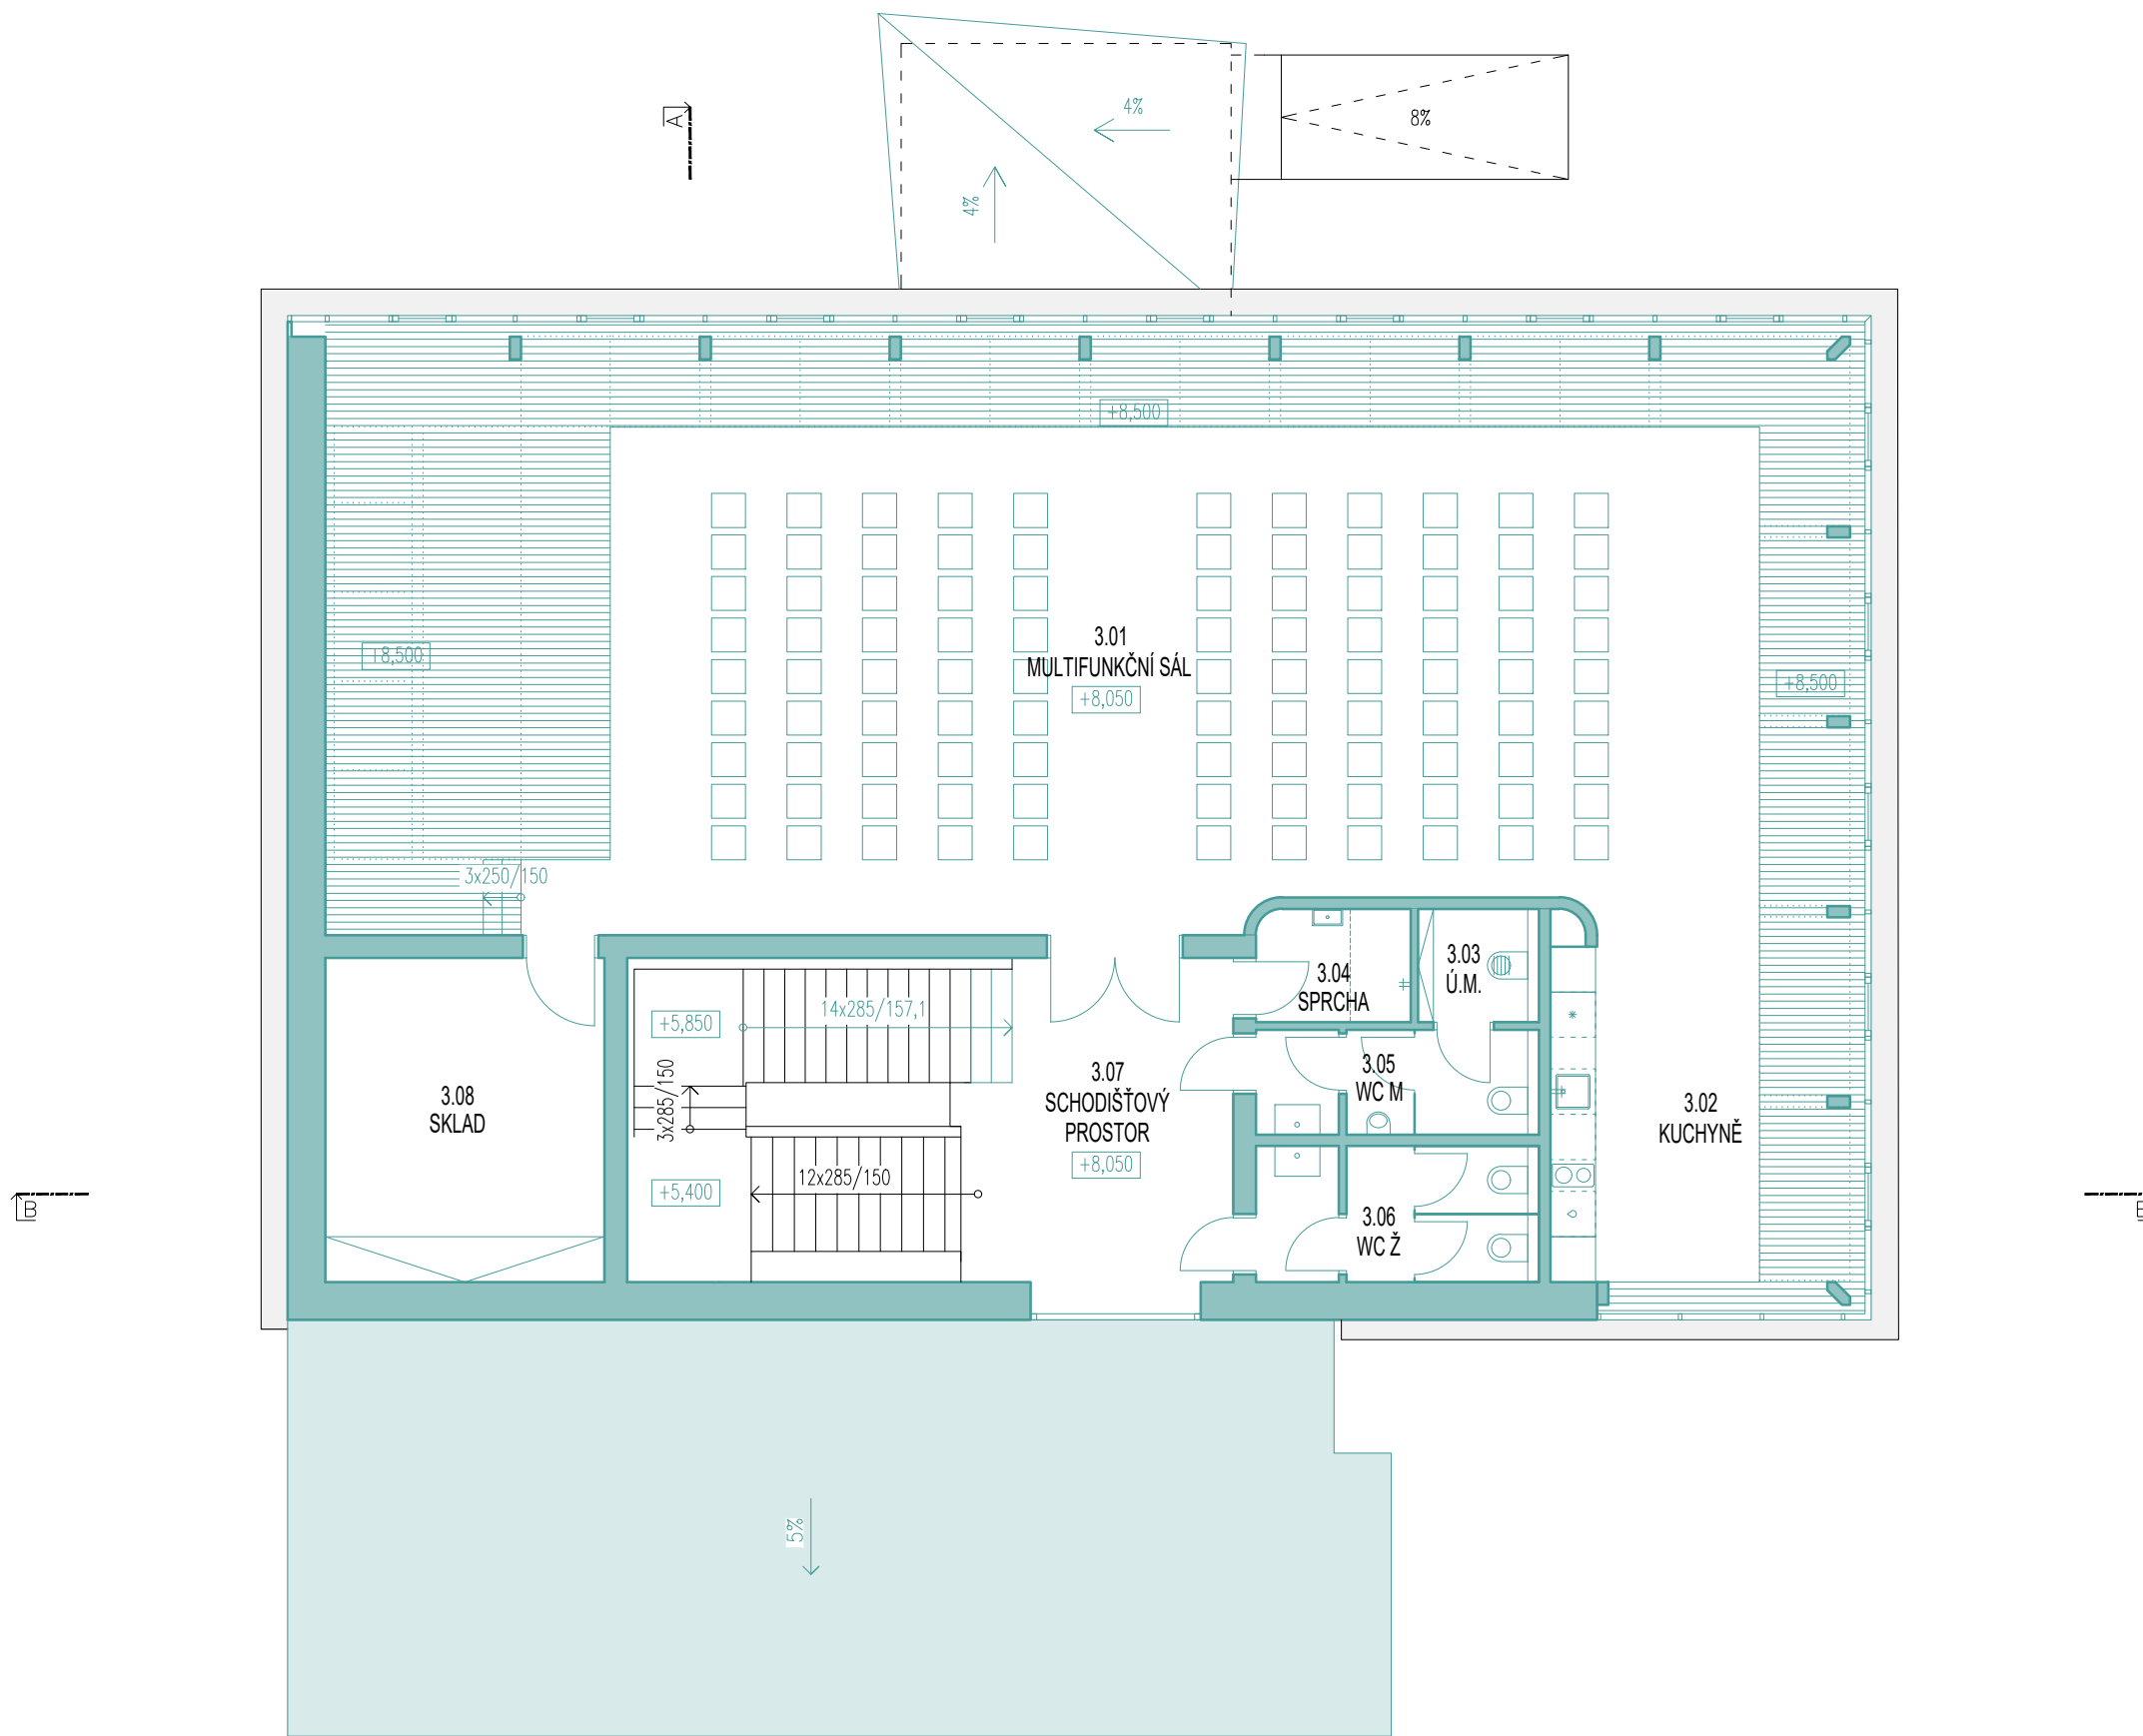 A
4%
8%
4%
+8,500
3.01
MULTIFUNKČNÍ SÁL
+8,050
+8,500
+8,500
3x250/150
3.04
SPRCHA
3.03
Ú.M.
14x285/157,1
+5,850
3x285/150
3.05
WC M
3.07
SCHODIŠŤOVÝ
PROSTOR
+8,050
3.08
SKLAD
3.02
KUCHYNĚ
12x285/150
+5,400
3.06
WC Ž
B
5%